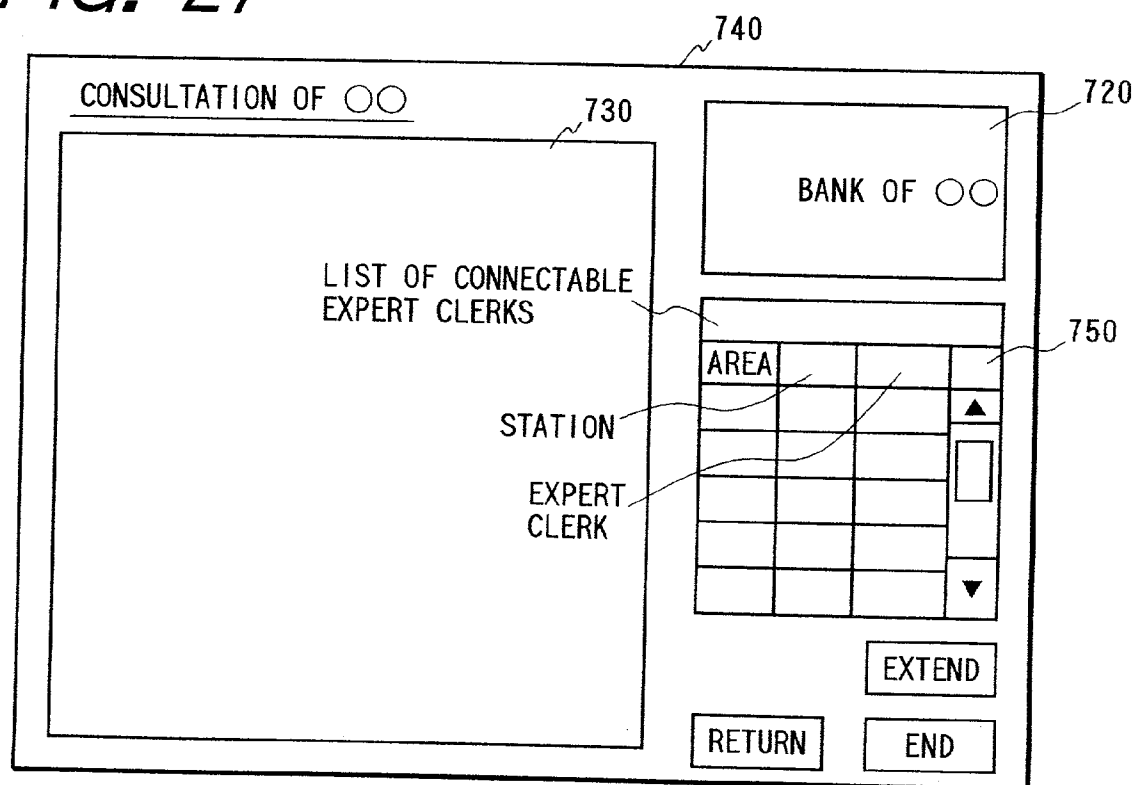 FIG. 27
740
CONSULTATION OF ○○
730
720
BANK OF ○○
LIST OF CONNECTABLE
EXPERT CLERKS
750
AREA
STATION
EXPERT
CLERK
EXTEND
RETURN
END